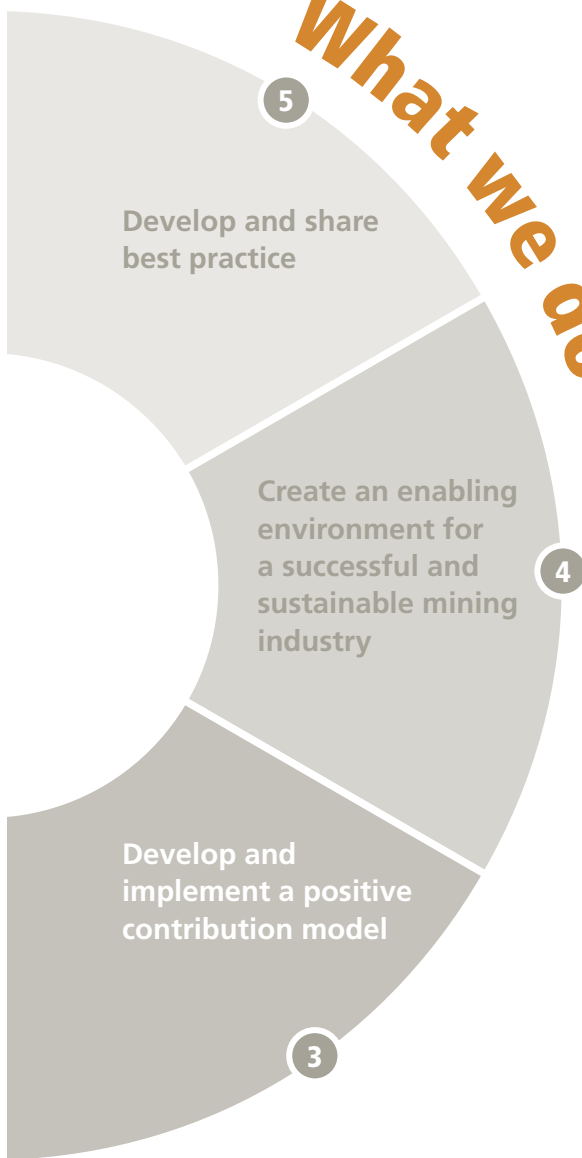 What we do
5
Develop and share
best practice
Create an enabling
environment for
a successful and
sustainable mining
industry
4
Develop and
implement a positive
contribution model
3